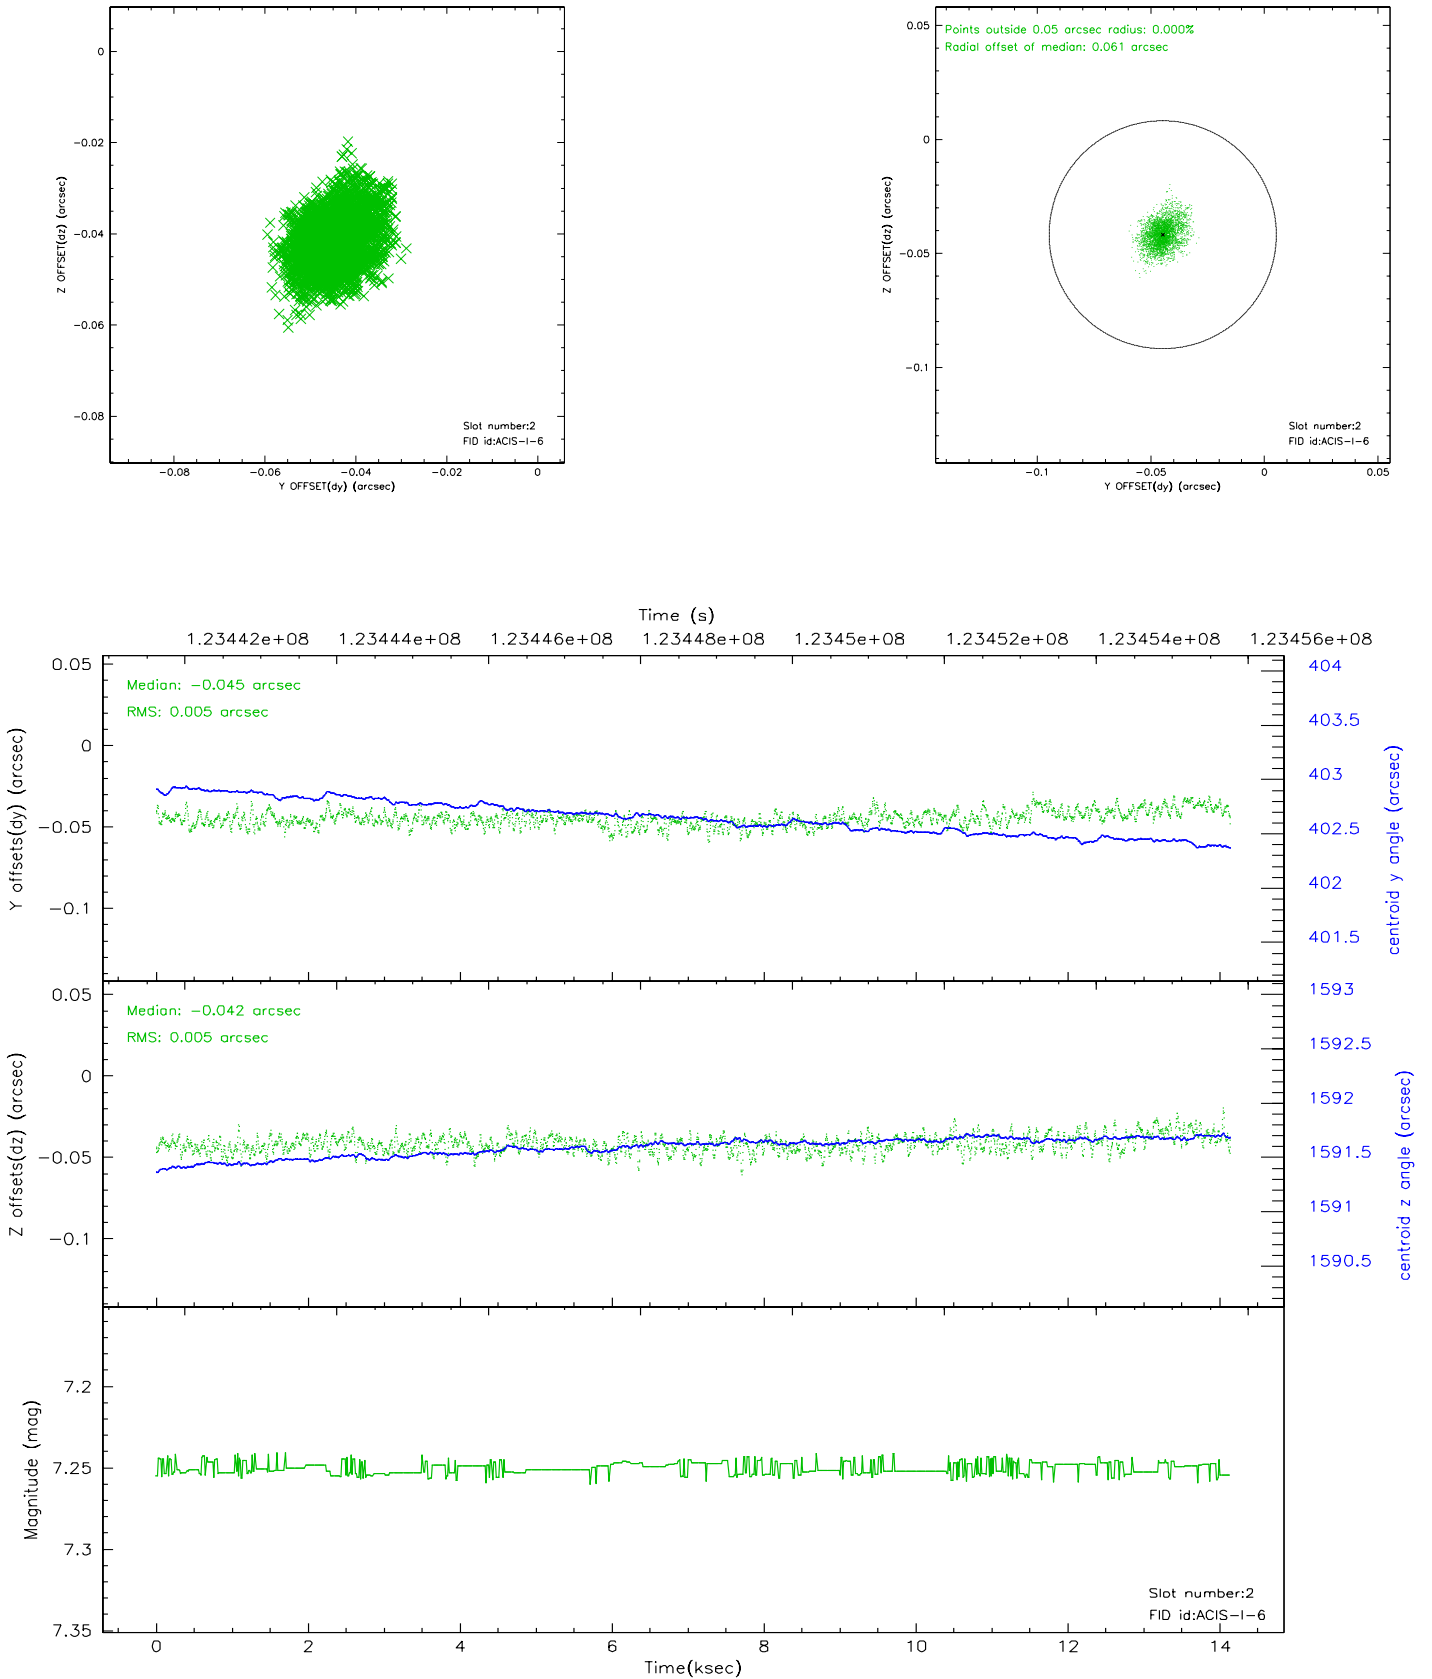 0
-0.02
-0.04
-0.06
-0.08
Z OFFSET(dz) (arcsec)
Slot number:2
FID id:ACIS-I-6
-0.08 -0.06 -0.04 -0.02 0
Y OFFSET(dy) (arcsec)
Points outside 0.05 arcsec radius: 0.000%
Radial offset of median: 0.061 arcsec
0.05
0
-0.05
-0.1
Z OFFSET(dz) (arcsec)
Slot number:2
FID id:ACIS-I-6
-0.1 -0.05 0 0.05
Y OFFSET(dy) (arcsec)
Time (s)
1.23442e+08 1.23444e+08 1.23446e+08 1.23448e+08 1.2345e+08 1.23452e+08 1.23454e+08 1.23456e+08
Median: -0.045 arcsec
RMS: 0.005 arcsec
0.05
0
-0.05
-0.1
Y offsets(dy) (arcsec)
404
403.5
403
402.5
402
401.5
centroid y angle (arcsec)
Median: -0.042 arcsec
RMS: 0.005 arcsec
0.05
0
-0.05
-0.1
Z offsets(dz) (arcsec)
1593
1592.5
1592
1591.5
1591
1590.5
centroid z angle (arcsec)
7.2
7.25
7.3
7.35
Magnitude (mag)
Slot number:2
FID id:ACIS-I-6
0 2 4 6 8 10 12 14
Time(ksec)